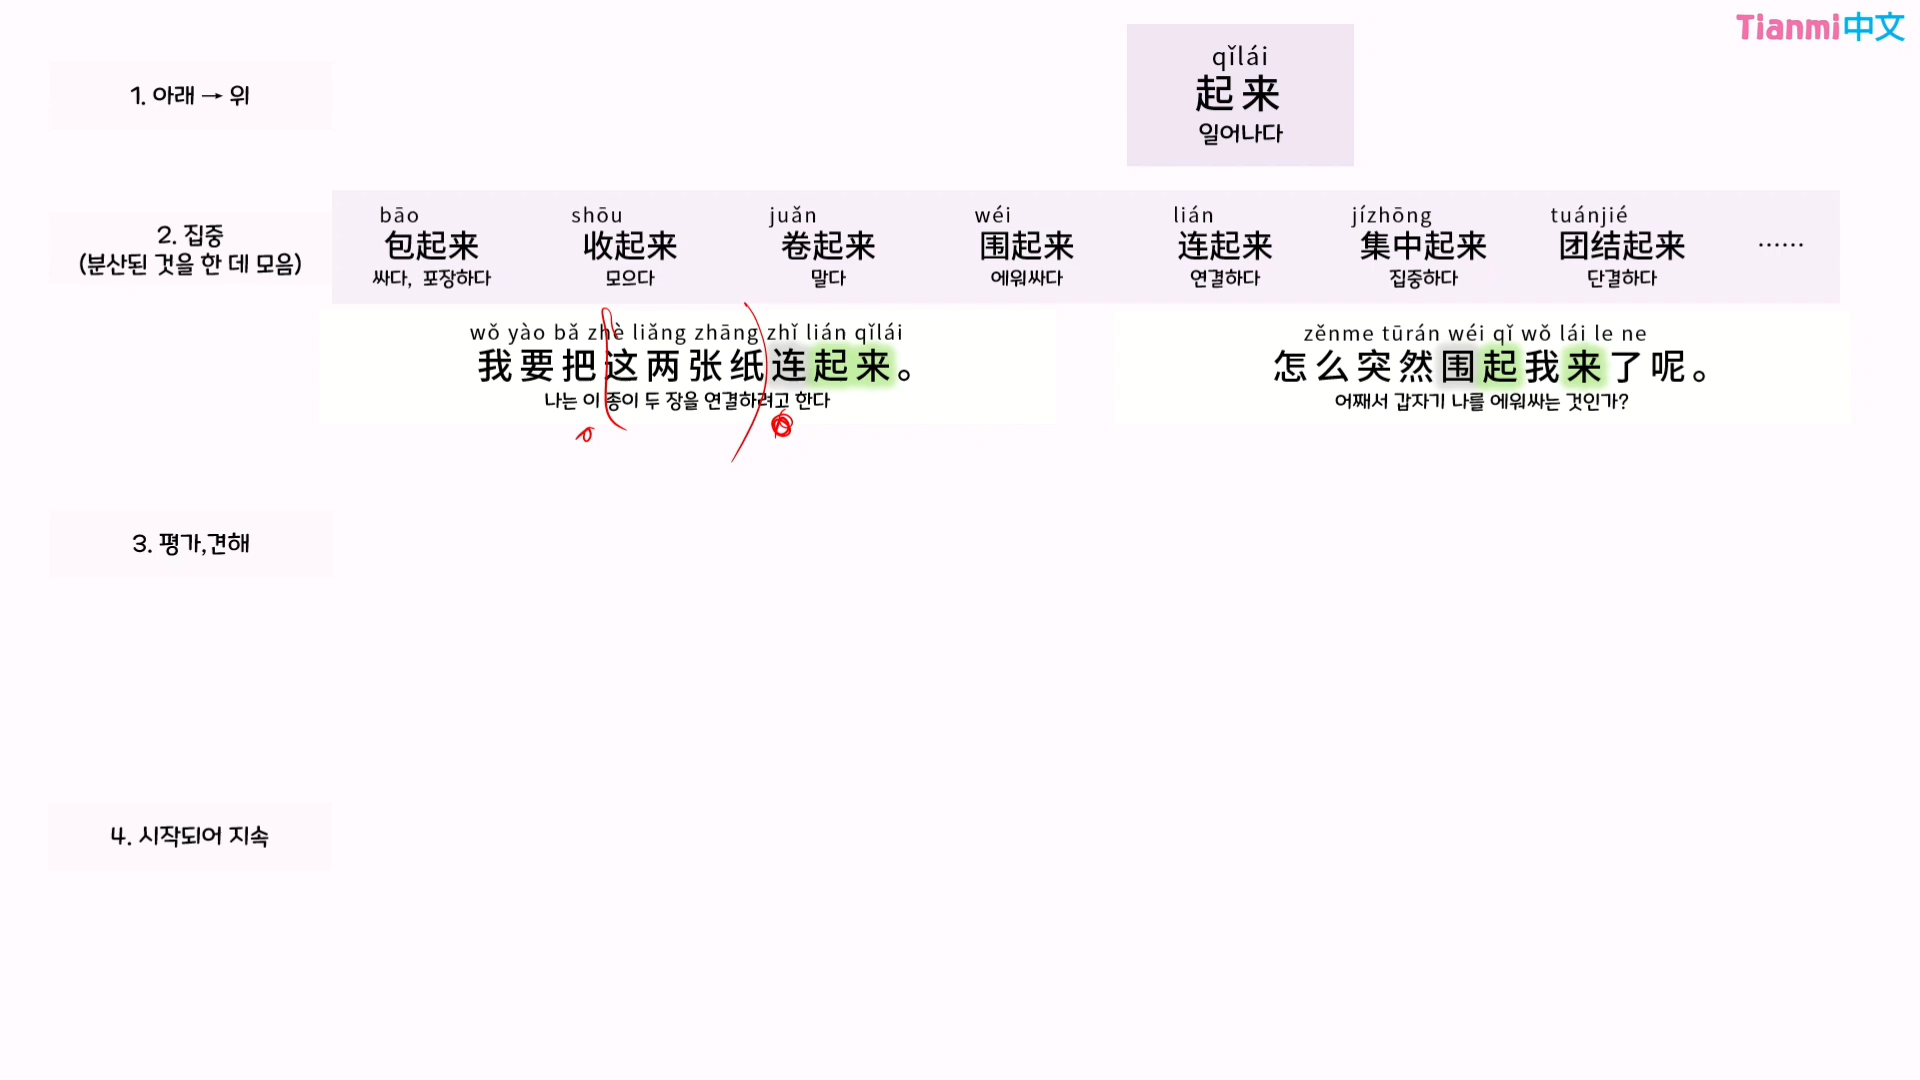 Tianmi中文
1. 아래 → 위
qǐlái
起来
일어나다
2. 집중
(분산된 것을 한 데 모음)
bāo
包起来
싸다, 포장하다
shōu
收起来
모으다
juǎn
卷起来
말다
wéi
围起来
에워싸다
lián
连起来
연결하다
jízhōng
集中起来
집중하다
tuánjié
团结起来
단결하다
······
wǒ yào bǎ zhè liǎng zhāng zhǐ lián qǐlái
我要把这两张纸连起来。
나는 이 종이 두 장을 연결하려고 한다
zěnme tūrán wéi qǐ wǒ lái le ne
怎么突然围起我来了呢。
어째서 갑자기 나를 에워싸는 것인가?
3. 평가,견해
4. 시작되어 지속